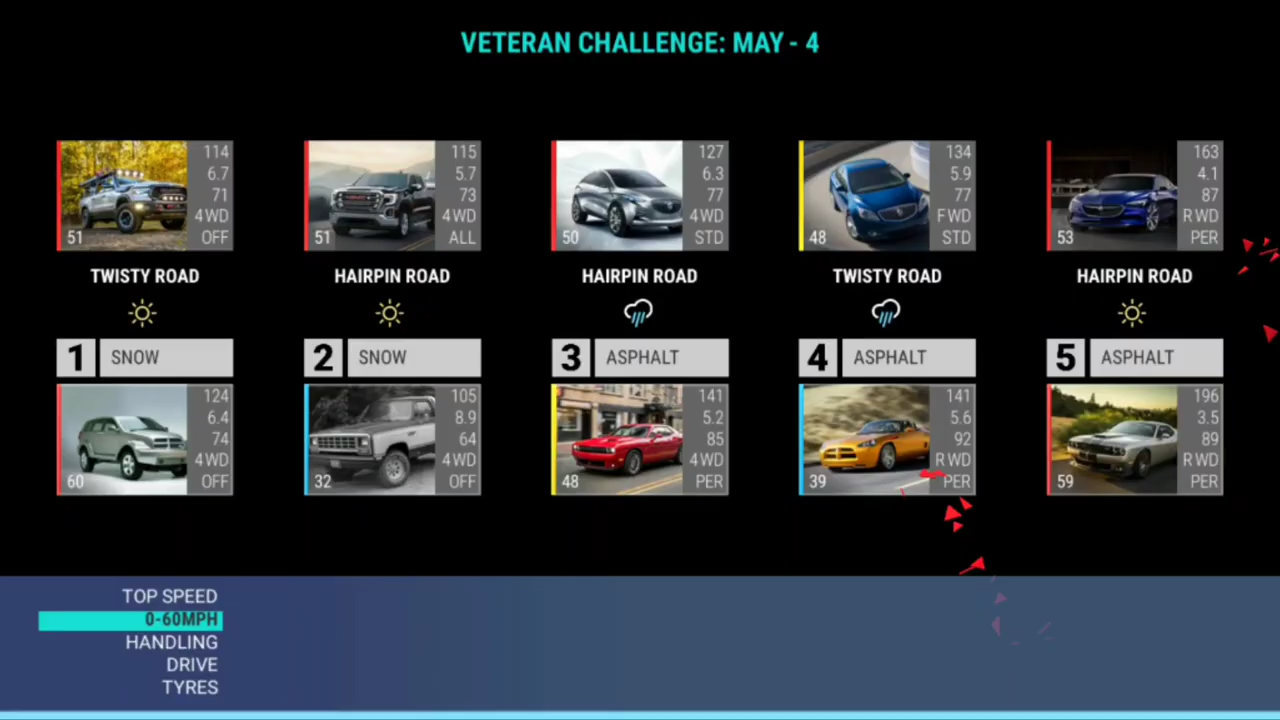 VETERAN CHALLENGE: MAY - 4
114
6.7
71
4WD
OFF
51
115
5.7
73
4WD
ALL
51
127
6.3
77
4WD
STD
50
134
5.9
77
FWD
STD
48
163
4.1
87
RWD
PER
53
TWISTY ROAD
HAIRPIN ROAD
HAIRPIN ROAD
TWISTY ROAD
HAIRPIN ROAD
1 SNOW
2 SNOW
3 ASPHALT
4 ASPHALT
5 ASPHALT
124
6.4
74
4WD
OFF
60
105
8.9
64
4WD
OFF
32
141
5.2
85
4WD
PER
48
141
5.6
92
RWD
PER
39
196
3.5
89
RWD
PER
59
TOP SPEED
0-60MPH
HANDLING
DRIVE
TYRES